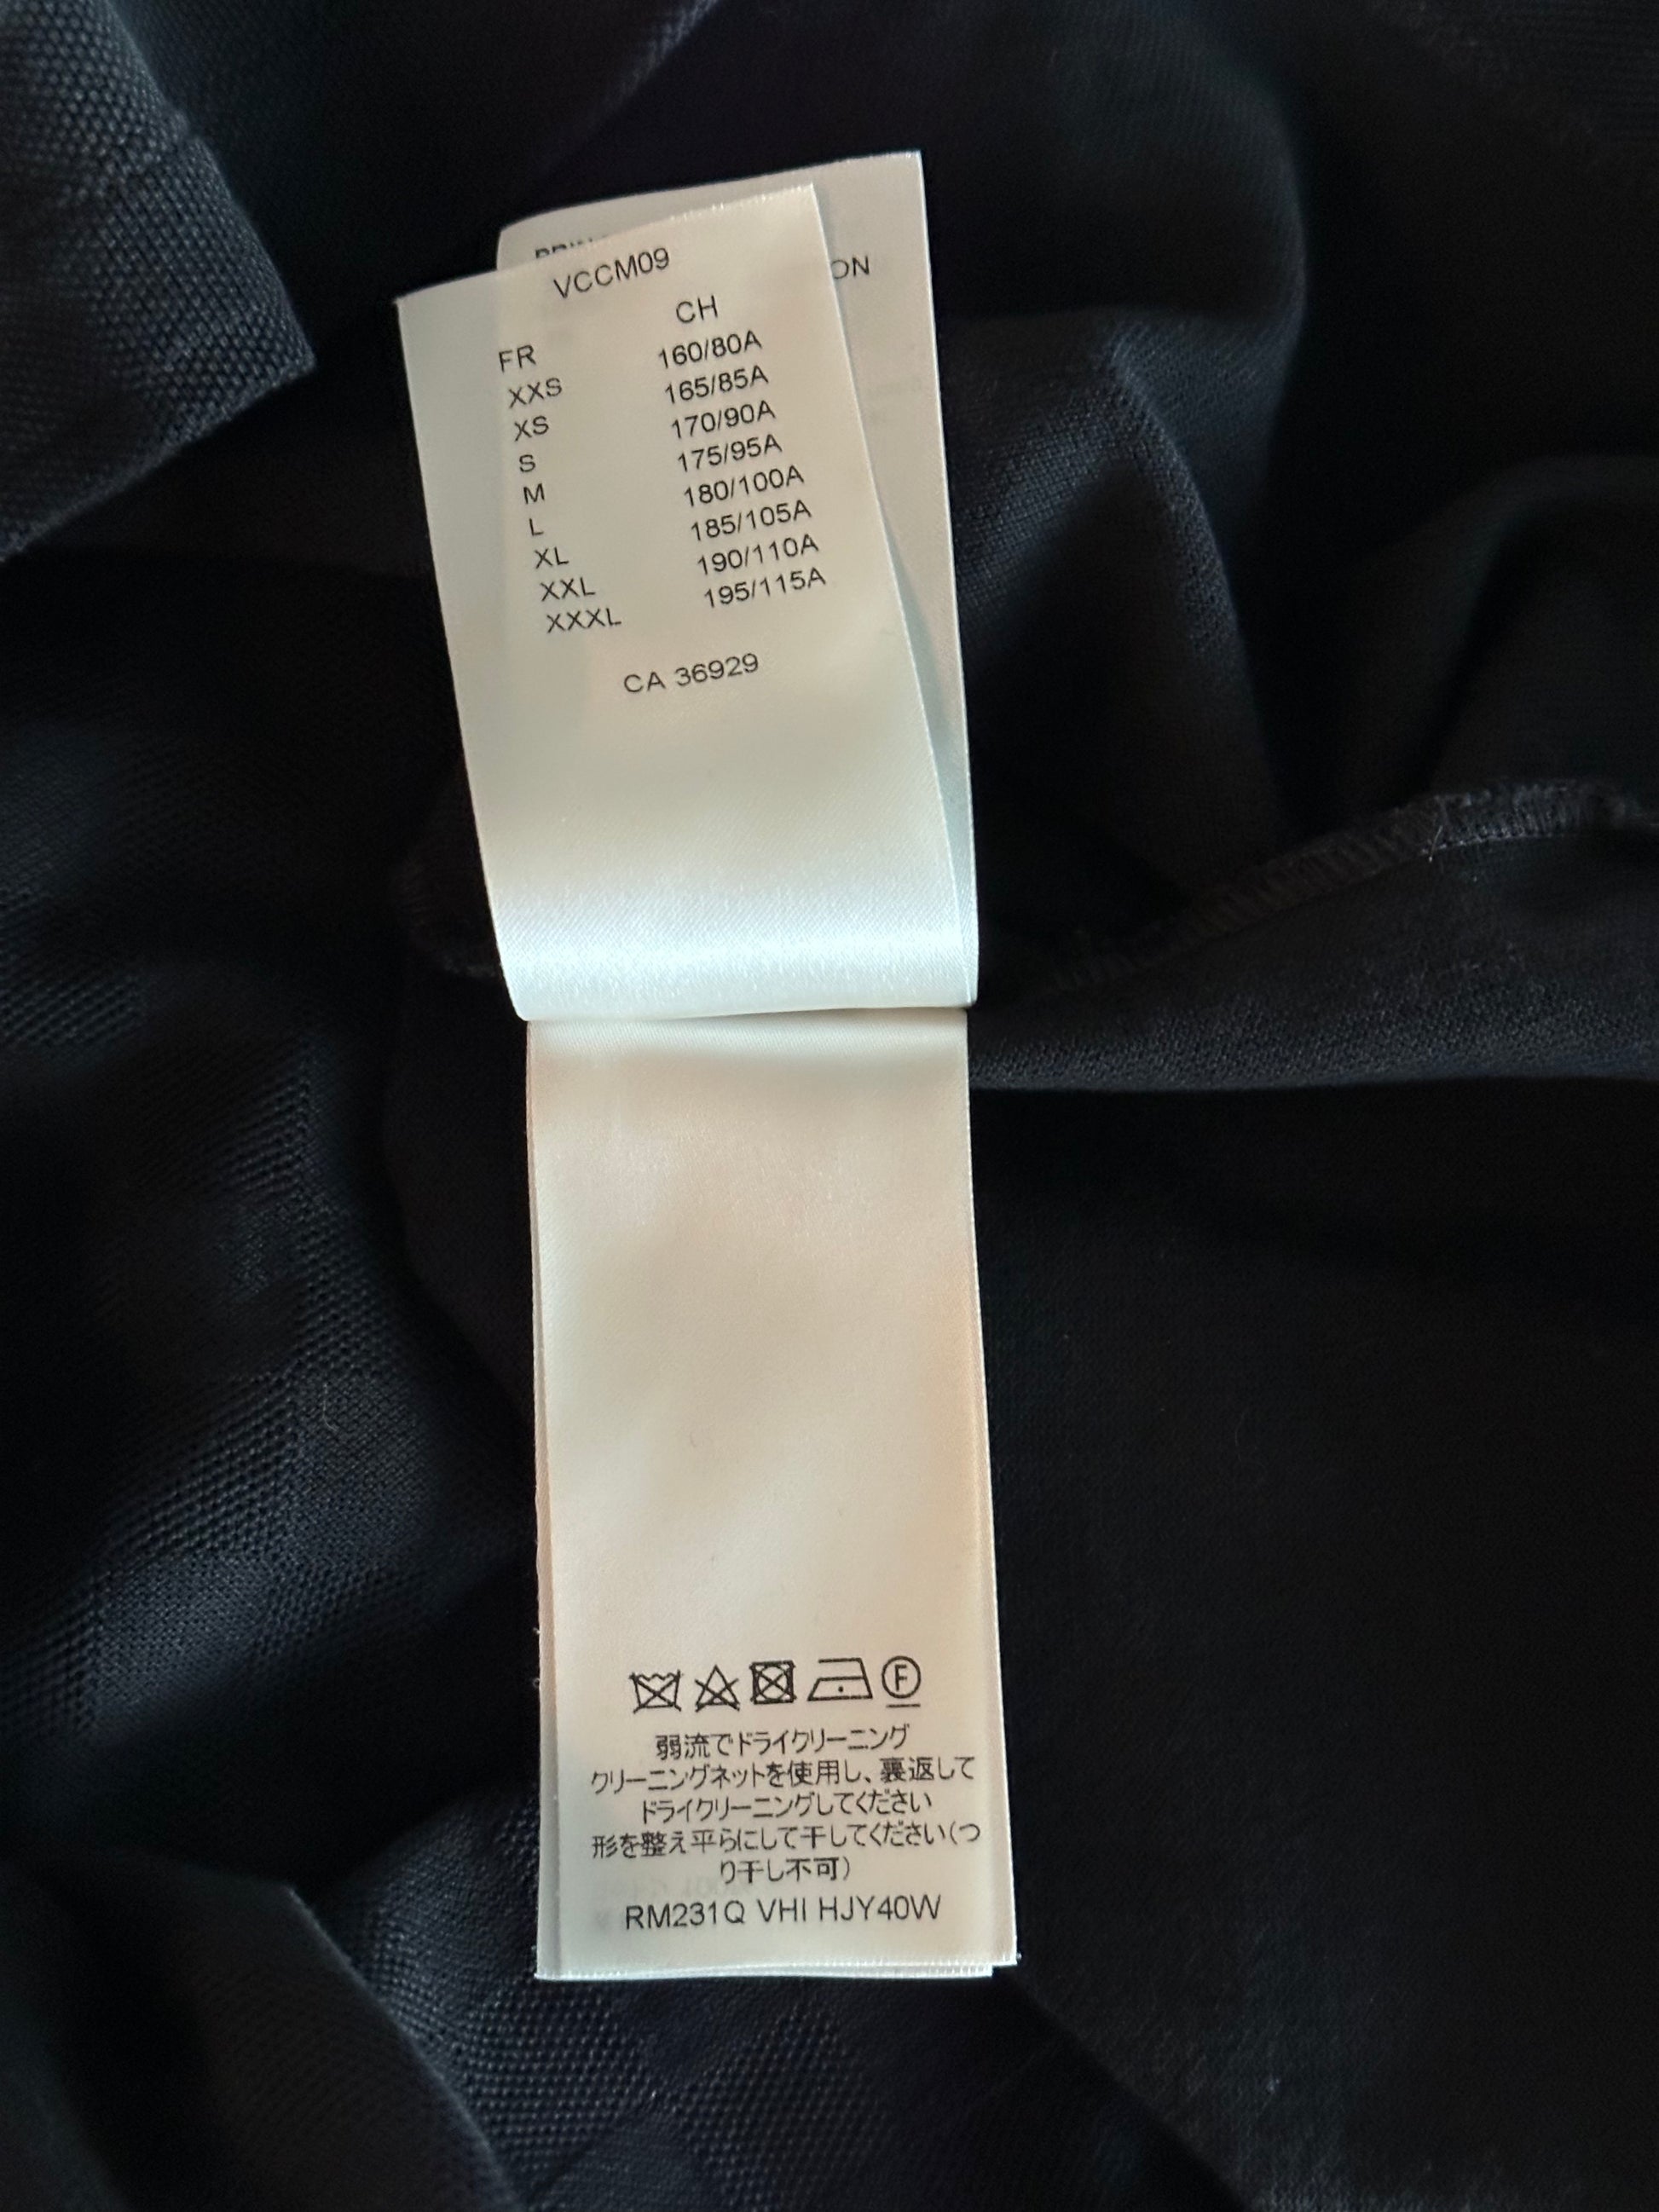 ON
VCCM09
FR CH
XXS 160/80A
XS 165/85A
S 170/90A
M 175/95A
L 180/100A
XL 185/105A
XXL 190/110A
XXXL 195/115A
CA 36929
F
弱流でドライクリーニング
クリーニングネットを使用し、裏返して
ドライクリーニングしてください
形を整え平らにして干してください(つ
り干し不可)
RM231Q VHI HJY40W